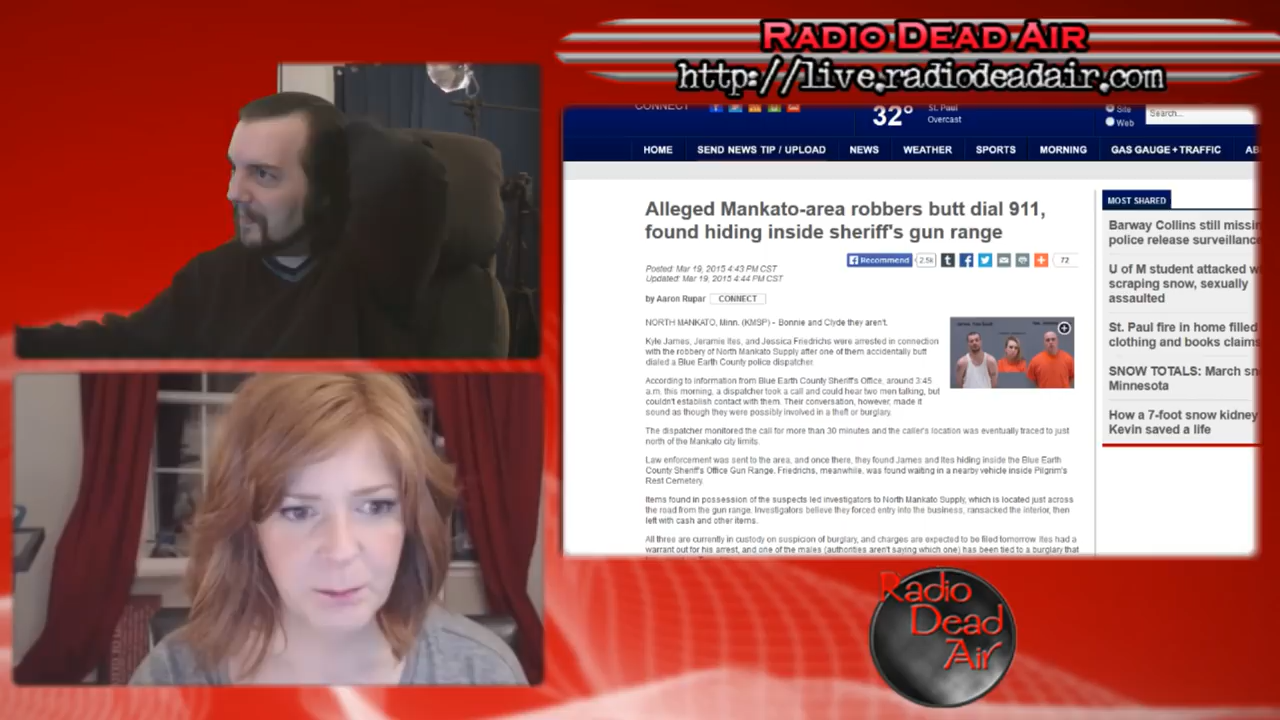 RADIO DEAD AIR
http://live.radiodeadair.com
CONNECT
32°
St. Paul
Overcast
Site
Web
Search...
HOME
SEND NEWS TIP / UPLOAD
NEWS
WEATHER
SPORTS
MORNING
GAS GAUGE + TRAFFIC
Alleged Mankato-area robbers butt dial 911,
found hiding inside sheriff's gun range
Recommend
2.5k
72
Posted: Mar 19, 2015 4:43 PM CST
Updated: Mar 19, 2015 4:44 PM CST
by Aaron Rupar CONNECT
NORTH MANKATO, Minn. (KMSP) - Bonnie and Clyde they aren't.
Kyle James, Jeramie Iles, and Jessica Friedrichs were arrested in connection
with the robbery of North Mankato Supply after one of them accidentally butt
dialed a Blue Earth County police dispatcher.
According to information from Blue Earth County Sheriff's Office, around 3:45
a.m. this morning, a dispatcher took a call and could hear two men talking, but
couldn't establish contact with them. Their conversation, however, made it
sound as though they were possibly involved in a theft or burglary.
The dispatcher monitored the call for more than 30 minutes and the caller's location was eventually traced to just
north of the Mankato city limits.
Law enforcement was sent to the area, and once there, they found James and Iles hiding inside the Blue Earth
County Sheriff's Office Gun Range. Friedrichs, meanwhile, was found waiting in a nearby vehicle inside Pilgrim's
Rest Cemetery.
Items found in possession of the suspects led investigators to North Mankato Supply, which is located just across
the road from the gun range. Investigators believe they forced entry into the business, ransacked the interior, then
left with cash and other items.
All three are currently in custody on suspicion of burglary, and charges are expected to be filed tomorrow. Iles had a
warrant out for his arrest, and one of the males (authorities aren't saying which one) has been tied to a burglary that
MOST SHARED
Barway Collins still missin
police release surveillance
U of M student attacked w
scraping snow, sexually
assaulted
St. Paul fire in home filled
clothing and books claims
SNOW TOTALS: March sn
Minnesota
How a 7-foot snow kidney
Kevin saved a life
Radio
Dead
Air